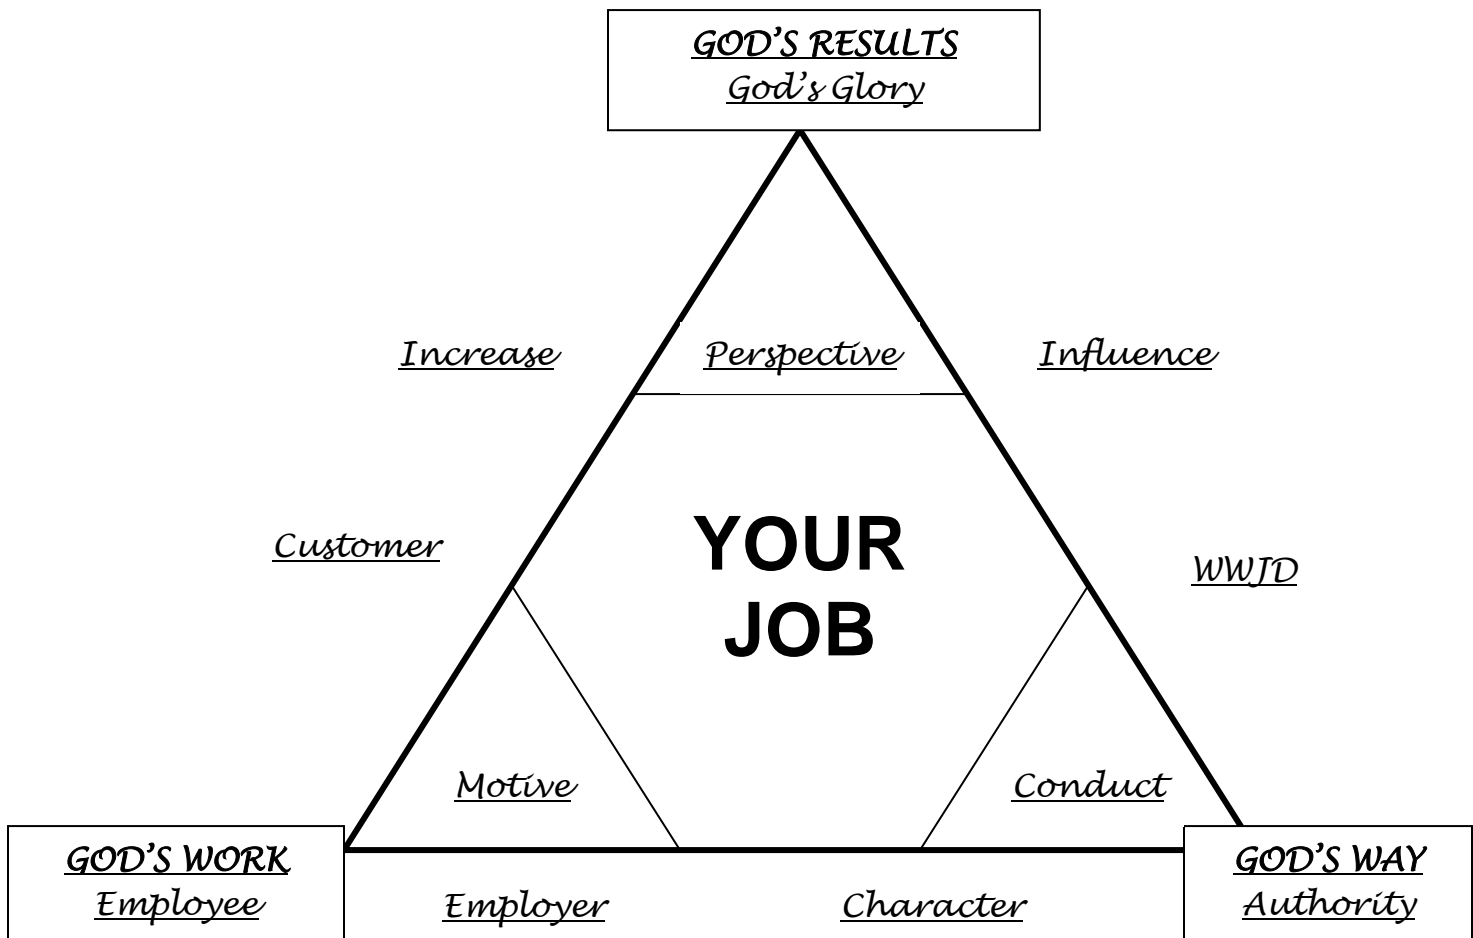 GOD'S RESULTS
God's Glory
Increase
Perspective
Influence
Customer
YOUR
JOB
WWJD
Motive
Conduct
GOD'S WORK
Employee
Employer
Character
GOD'S WAY
Authority